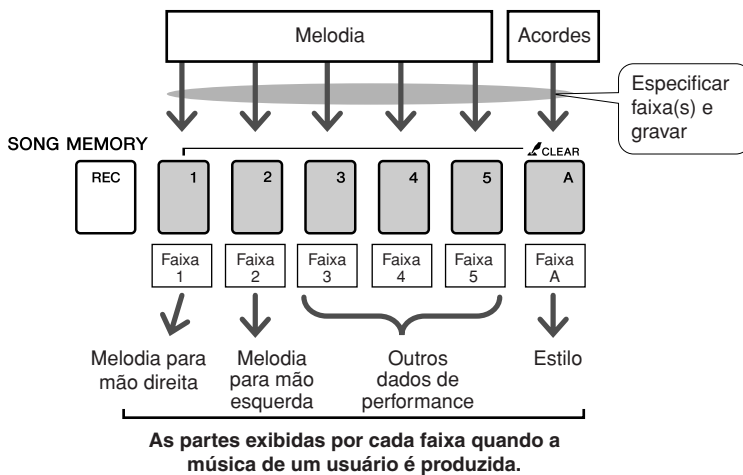 Melodia
Acordes
Especificar
faixa(s) e
gravar
SONG MEMORY
CLEAR
REC
1
2
3
4
5
A
Faixa
1
Faixa
2
Faixa
3
Faixa
4
Faixa
5
Faixa
A
Melodia para
mão direita
Melodia
para mão
esquerda
Outros
dados de
performance
Estilo
As partes exibidas por cada faixa quando a
música de um usuário é produzida.